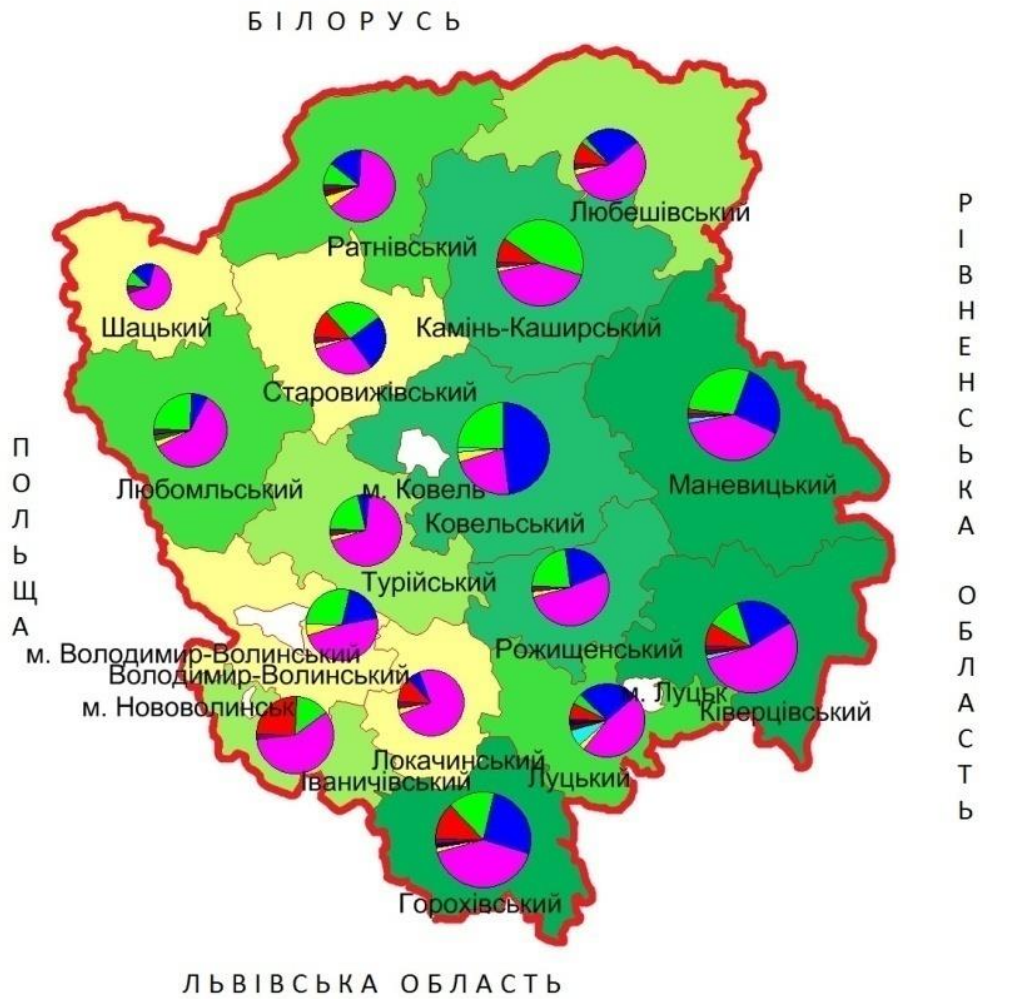 БІЛОРУСЬ
РІВНЕНСЬКА ОБЛАСТЬ
Любешівський
Ратнівський
Шацький
Камінь-Каширський
Старовижівський
ПОЛЬЩА
Любомльський
м. Ковель
Маневицький
Ковельський
Турійський
м. Володимир-Волинський
Рожищенський
Володимир-Волинський
м. Луцьк
м. Нововолинськ
Ківерцівський
Локачинський
Іваничівський
Луцький
Горохівський
ЛЬВІВСЬКА ОБЛАСТЬ